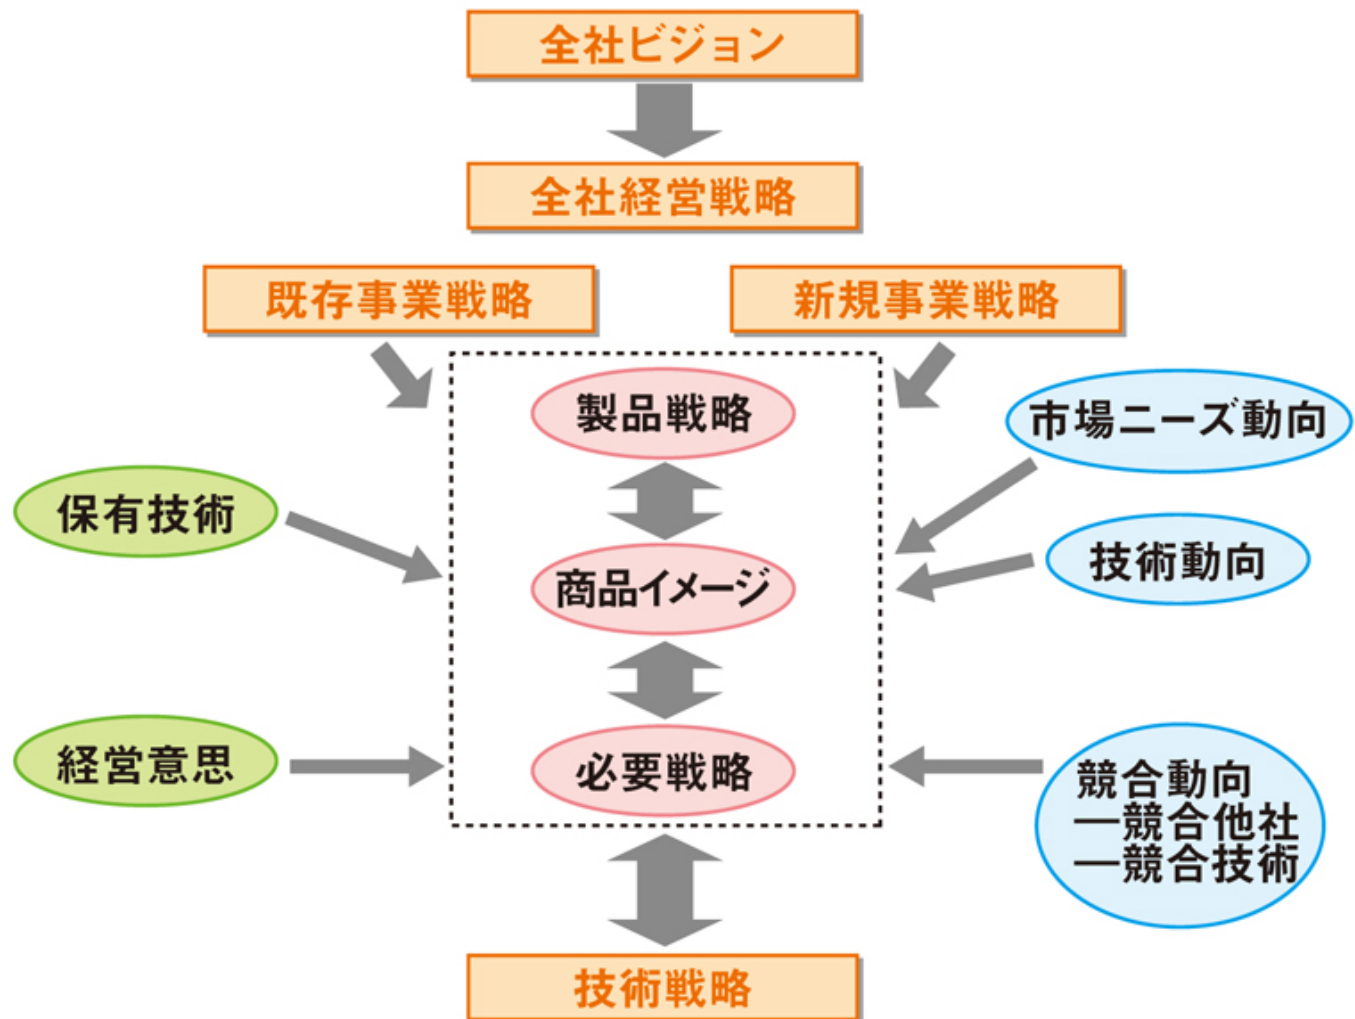 全社ビジョン
全社経営戦略
既存事業戦略
新規事業戦略
製品戦略
市場ニーズ動向
保有技術
技術動向
商品イメージ
経営意思
必要戦略
競合動向
―競合他社
―競合技術
技術戦略